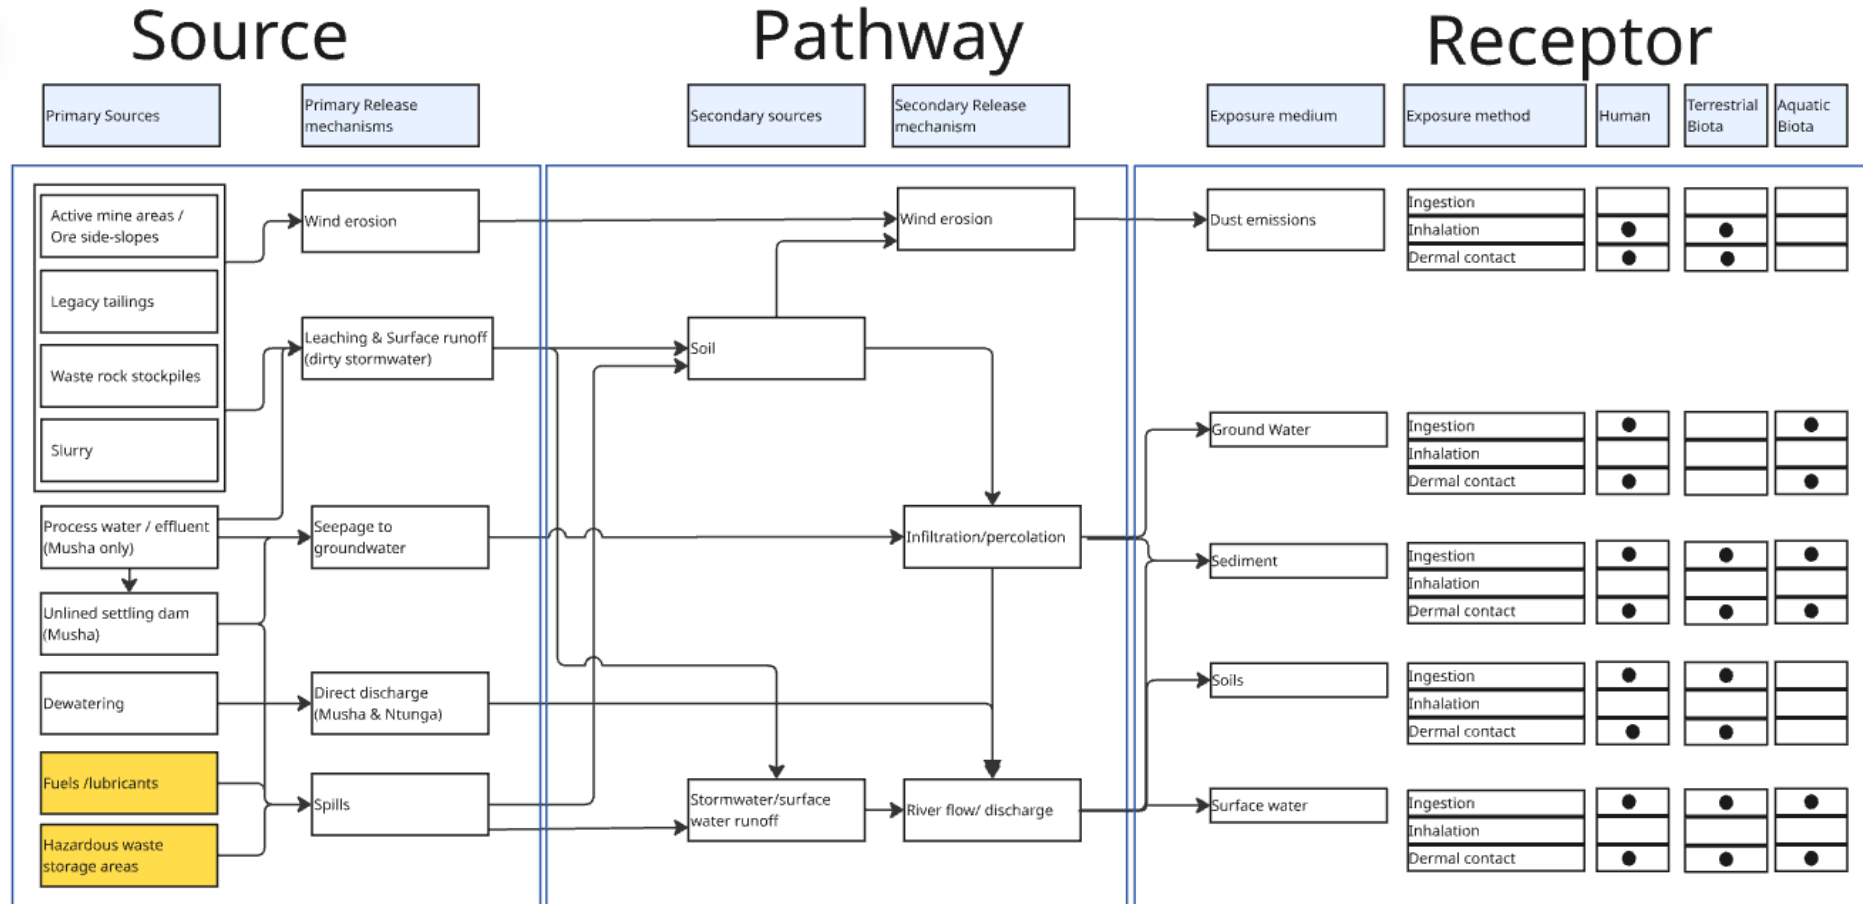 Source
Pathway
Receptor
Primary Sources
Primary Release
mechanisms
Secondary sources
Secondary Release
mechanism
Exposure medium
Exposure method
Human
Terrestrial
Biota
Aquatic
Biota
Active mine areas /
Ore side-slopes
Legacy tailings
Waste rock stockpiles
Slurry
Process water / effluent
(Musha only)
Unlined settling dam
(Musha)
Dewatering
Fuels /lubricants
Hazardous waste
storage areas
Wind erosion
Leaching & Surface runoff
(dirty stormwater)
Seepage to
groundwater
Direct discharge
(Musha & Ntunga)
Spills
Soil
Stormwater/surface
water runoff
Wind erosion
Infiltration/percolation
River flow/ discharge
Dust emissions
Ingestion
Inhalation
Dermal contact
Ground Water
Ingestion
Inhalation
Dermal contact
Sediment
Ingestion
Inhalation
Dermal contact
Soils
Ingestion
Inhalation
Dermal contact
Surface water
Ingestion
Inhalation
Dermal contact